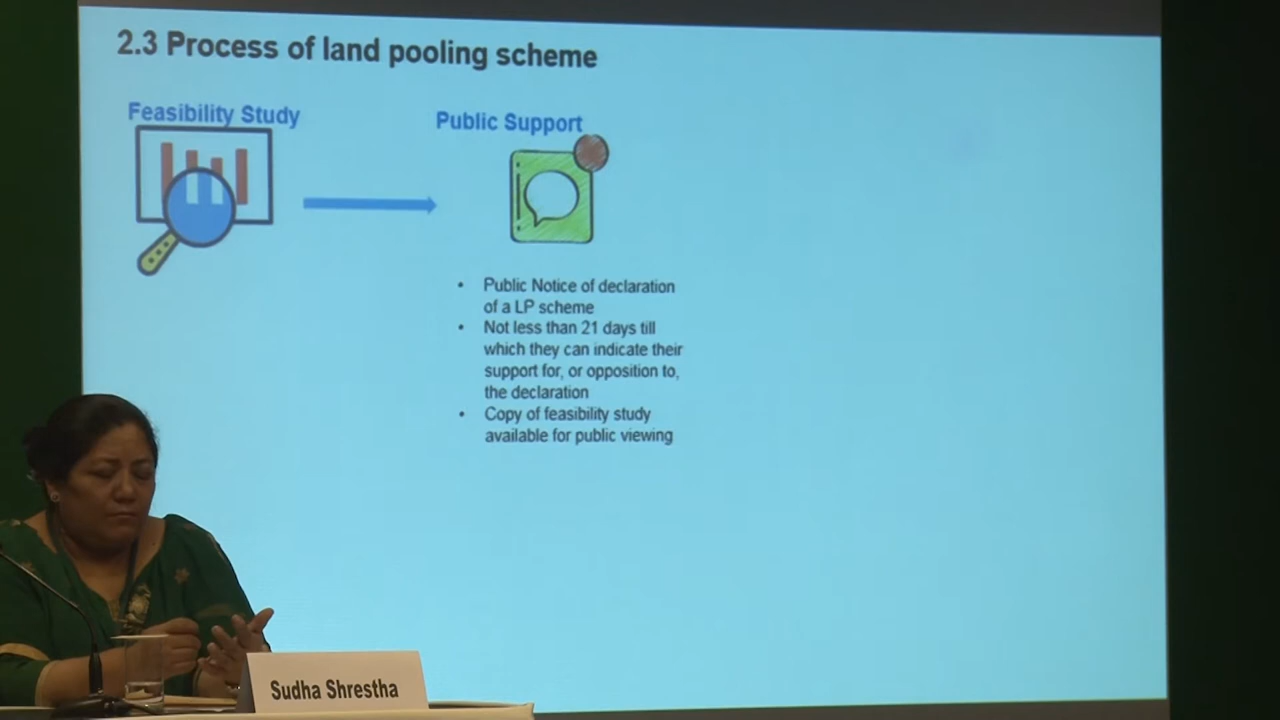 2.3 Process of land pooling scheme
Feasibility Study
Public Support
• Public Notice of declaration
of a LP scheme
• Not less than 21 days till
which they can indicate their
support for, or opposition to,
the declaration
• Copy of feasibility study
available for public viewing
Sudha Shrestha